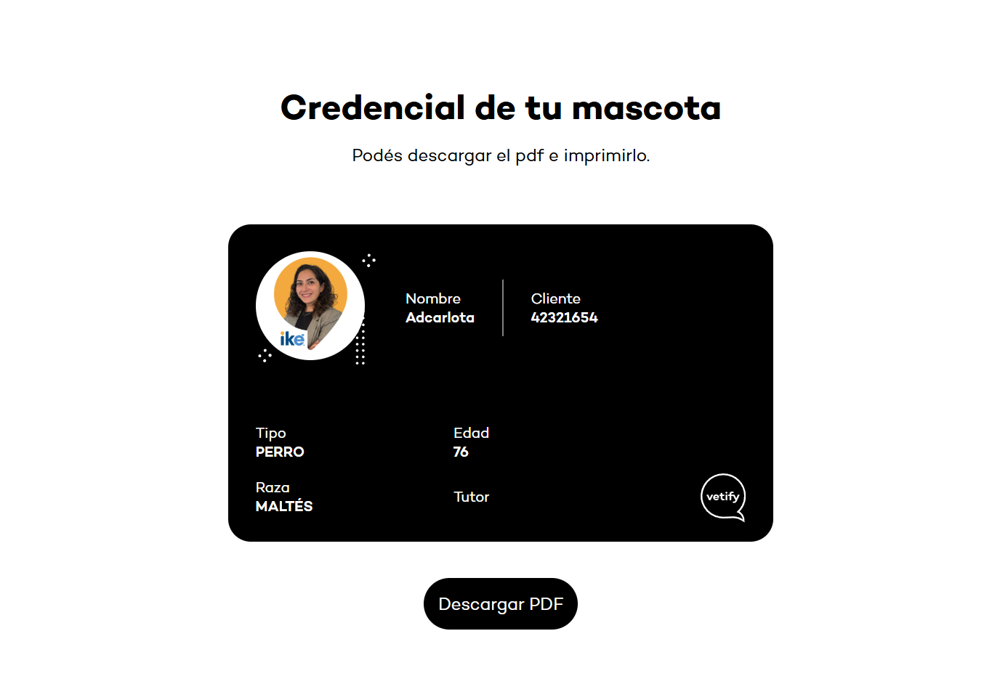 Credencial de tu mascota
Podés descargar el pdf e imprimirlo.
ike
Nombre
Adcarlota
Cliente
42321654
Tipo
PERRO
Edad
76
Raza
MALTÉS
Tutor
vetify
Descargar PDF